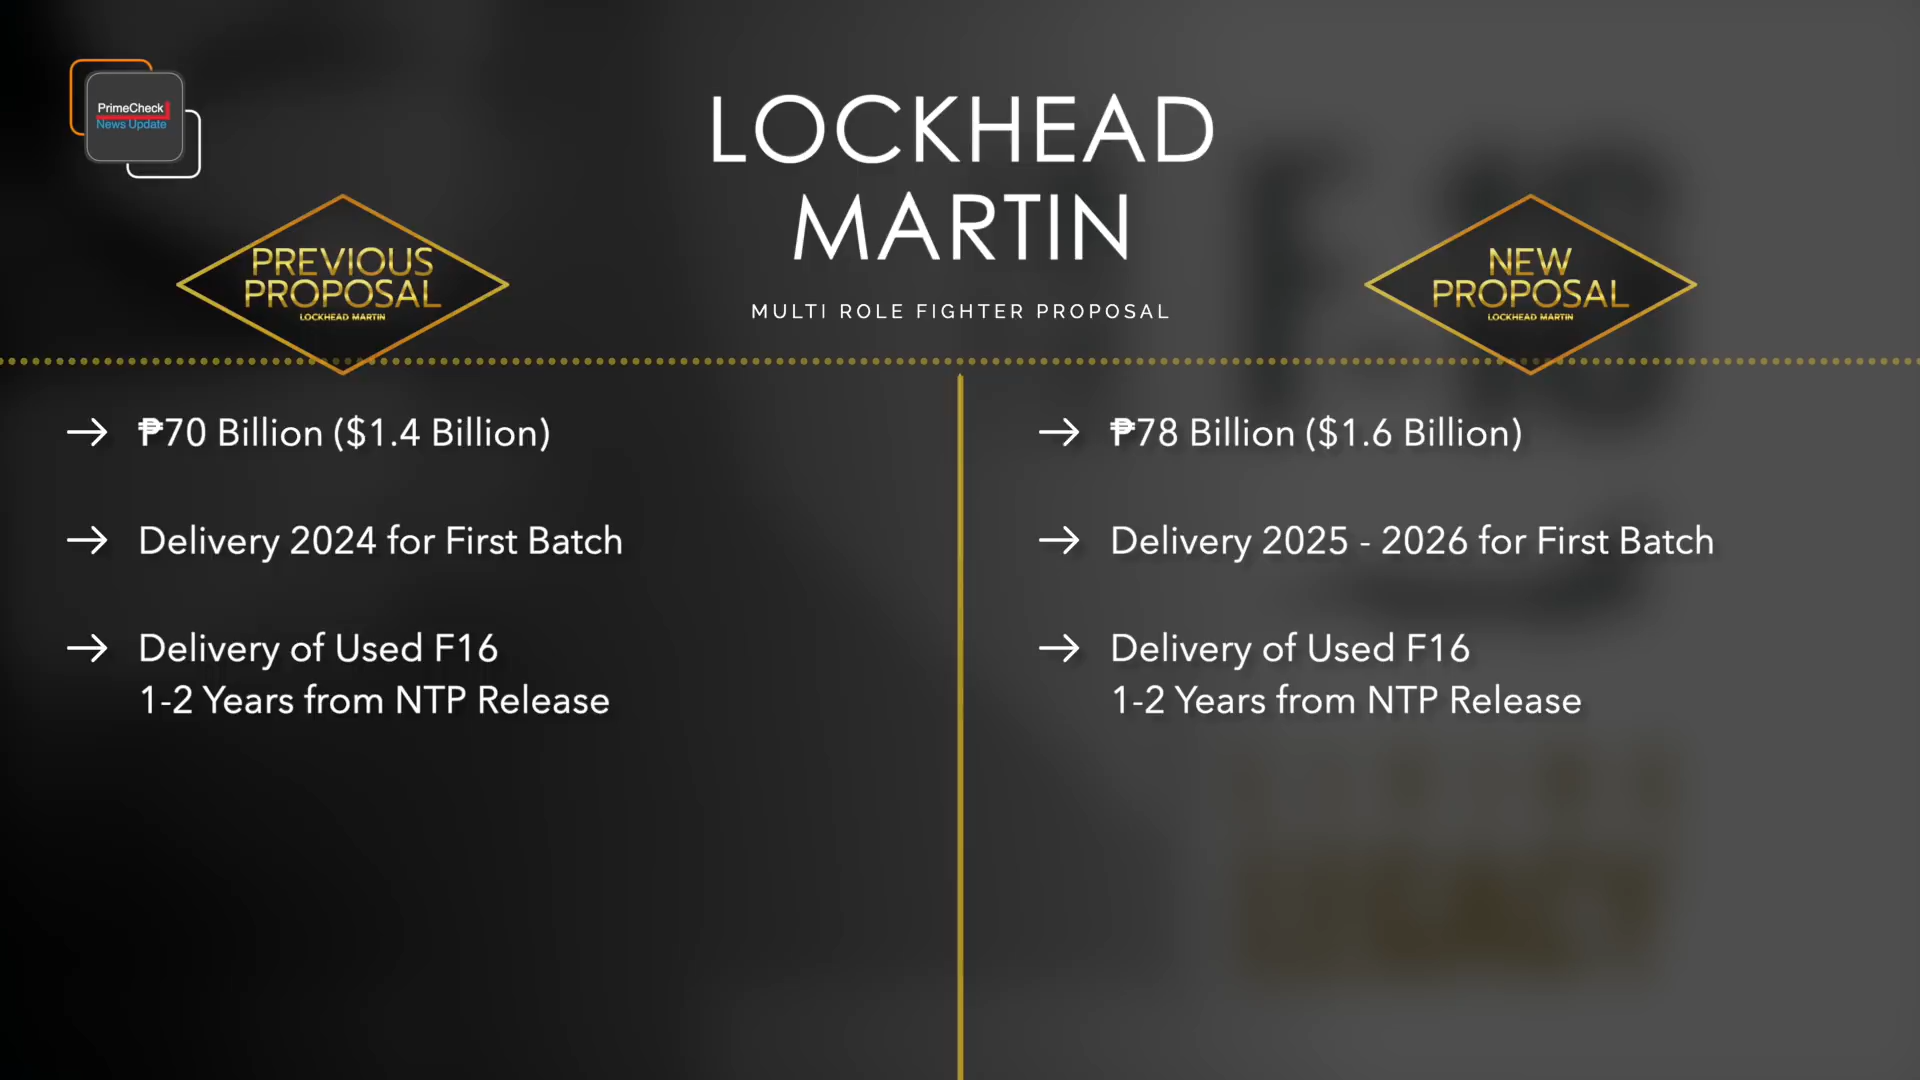 PrimeCheck
News Update
LOCKHEAD
MARTIN
MULTI ROLE FIGHTER PROPOSAL
PREVIOUS
PROPOSAL
LOCKHEAD MARTIN
→ ₱70 Billion ($1.4 Billion)
→ Delivery 2024 for First Batch
→ Delivery of Used F16
1-2 Years from NTP Release
NEW
PROPOSAL
LOCKHEAD MARTIN
→ ₱78 Billion ($1.6 Billion)
→ Delivery 2025 - 2026 for First Batch
→ Delivery of Used F16
1-2 Years from NTP Release